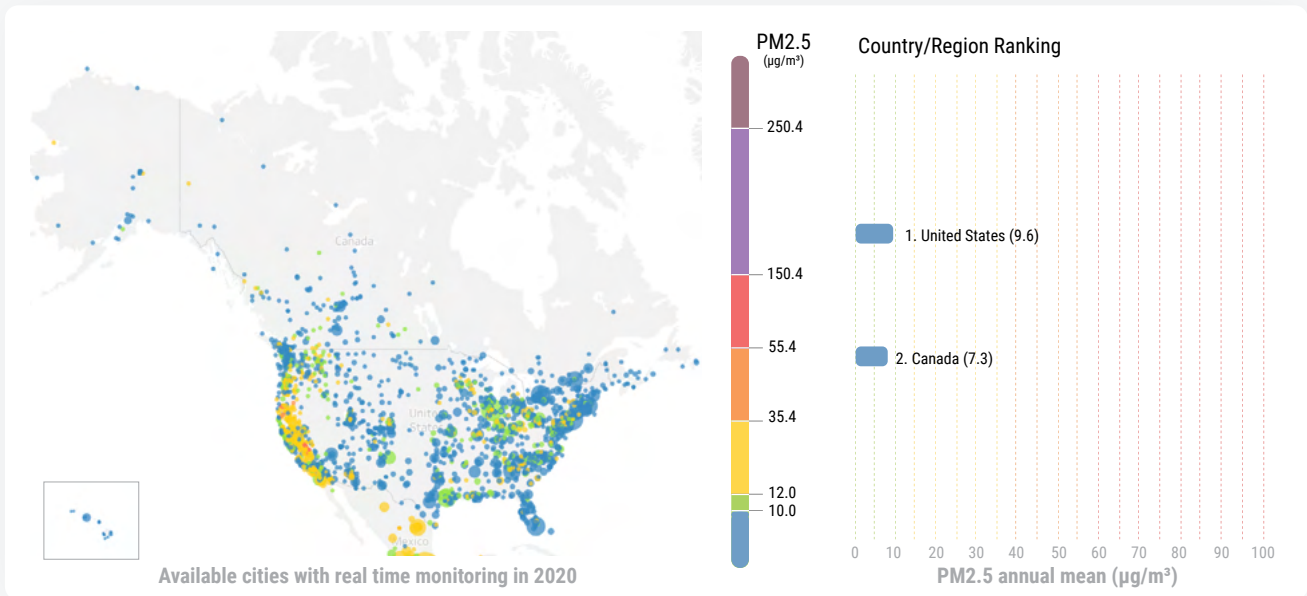 PM2.5
(µg/m³)
250.4
150.4
55.4
35.4
12.0
10.0
Canada
United
States
Mexico
Available cities with real time monitoring in 2020
Country/Region Ranking
1. United States (9.6)
2. Canada (7.3)
0 10 20 30 40 50 60 70 80 90 100
PM2.5 annual mean (µg/m³)